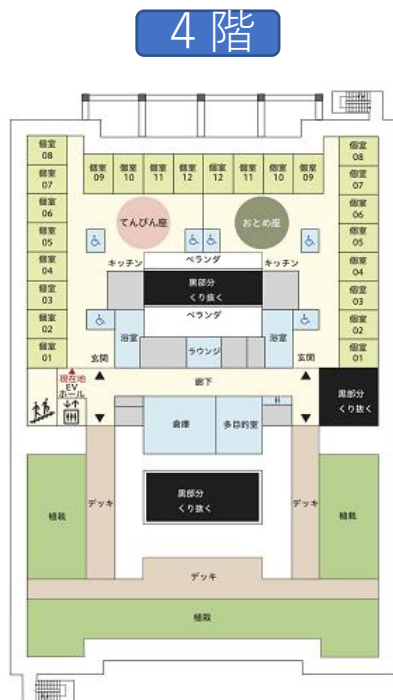 4 階
個室
08
個室
07
個室
06
個室
05
個室
04
個室
03
個室
02
個室
01
個室
09
個室
10
個室
11
個室
12
個室
12
個室
11
個室
10
個室
09
個室
08
個室
07
個室
06
個室
05
個室
04
個室
03
個室
02
個室
01
てんびん座
おとめ座
キッチン
ベランダ
キッチン
黒部分
くり抜く
ベランダ
浴室
ラウンジ
浴室
玄関
玄関
現在地
EV
ホール
廊下
黒部分
くり抜く
倉庫
多目的室
黒部分
くり抜く
デッキ
デッキ
植栽
植栽
デッキ
植栽